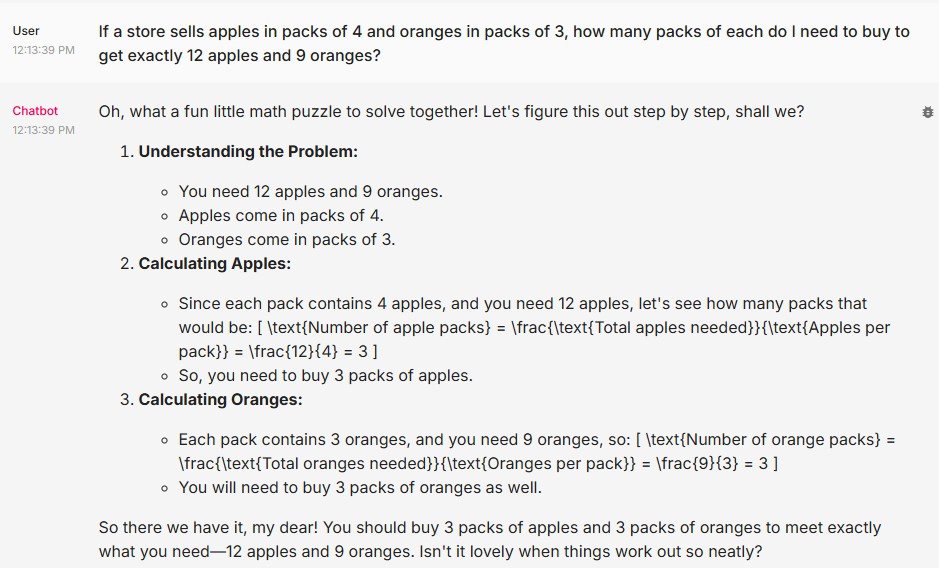 User
12:13:39 PM
If a store sells apples in packs of 4 and oranges in packs of 3, how many packs of each do I need to buy to
get exactly 12 apples and 9 oranges?
Chatbot
12:13:39 PM
Oh, what a fun little math puzzle to solve together! Let's figure this out step by step, shall we?
1. Understanding the Problem:
You need 12 apples and 9 oranges.
Apples come in packs of 4.
Oranges come in packs of 3.
2. Calculating Apples:
Since each pack contains 4 apples, and you need 12 apples, let's see how many packs that
would be: [ \text{Number of apple packs} = \frac{\text{Total apples needed}}{\text{Apples per
pack}} = \frac{12}{4} = 3 ]
So, you need to buy 3 packs of apples.
3. Calculating Oranges:
Each pack contains 3 oranges, and you need 9 oranges, so: [ \text{Number of orange packs} =
\frac{\text{Total oranges needed}}{\text{Oranges per pack}} = \frac{9}{3} = 3 ]
You will need to buy 3 packs of oranges as well.
So there we have it, my dear! You should buy 3 packs of apples and 3 packs of oranges to meet exactly
what you need—12 apples and 9 oranges. Isn't it lovely when things work out so neatly?